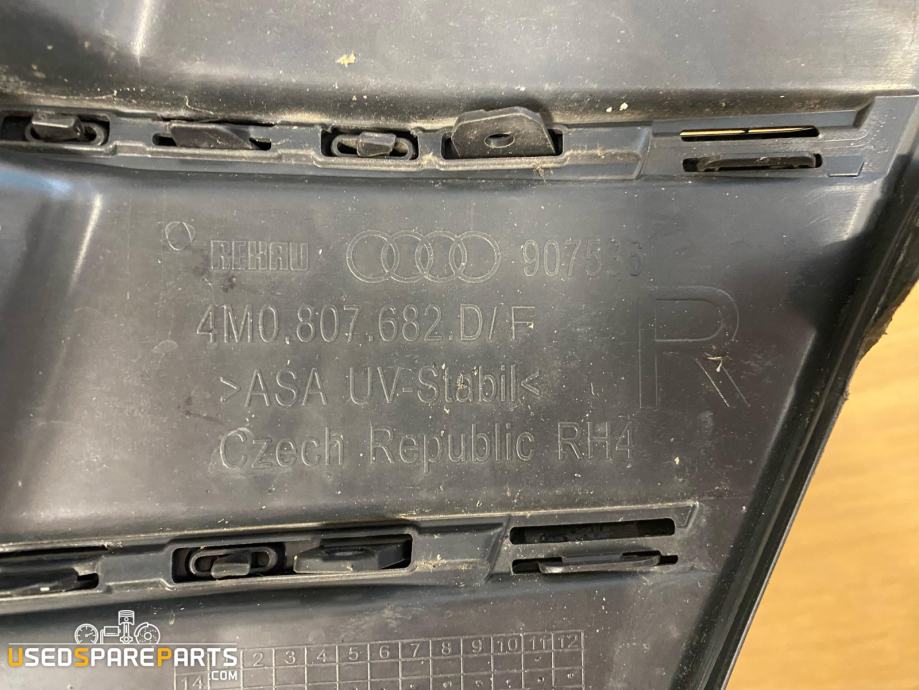 REHAU 907536
4M0.807.682.D/F
R
>ASA UV-Stabil<
Czech Republic RH4
2 3 4 5 6 7 8 9 10 11 12
14
USEDSPAREPARTS
.COM